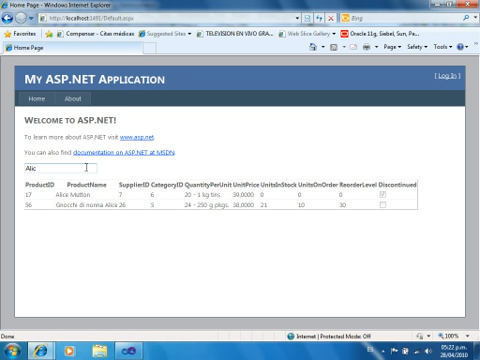 Home Page - Windows Internet Explorer
http://localhost:1491/Default.aspx
Bing
Favorites
Compensar - Citas médicas
Suggested Sites
TELEVISION EN VIVO GRA...
Web Slice Gallery
Oracle 11g, Siebel, Sun, Pe...
Home Page
Page
Safety
Tools
MY ASP.NET APPLICATION
[ Log In ]
Home About
WELCOME TO ASP.NET!
To learn more about ASP.NET visit www.asp.net.
You can also find documentation on ASP.NET at MSDN.
Alic
ProductID ProductName SupplierID CategoryID QuantityPerUnit UnitPrice UnitsInStock UnitsOnOrder ReorderLevel Discontinued
17 Alice Mutton 7 6 20 - 1 kg tins 39,0000 0 0 0
56 Gnocchi di nonna Alice 26 5 24 - 250 g pkgs. 38,0000 21 10 30
Done
Internet | Protected Mode: Off
100%
ES
05:22 p.m.
28/04/2010